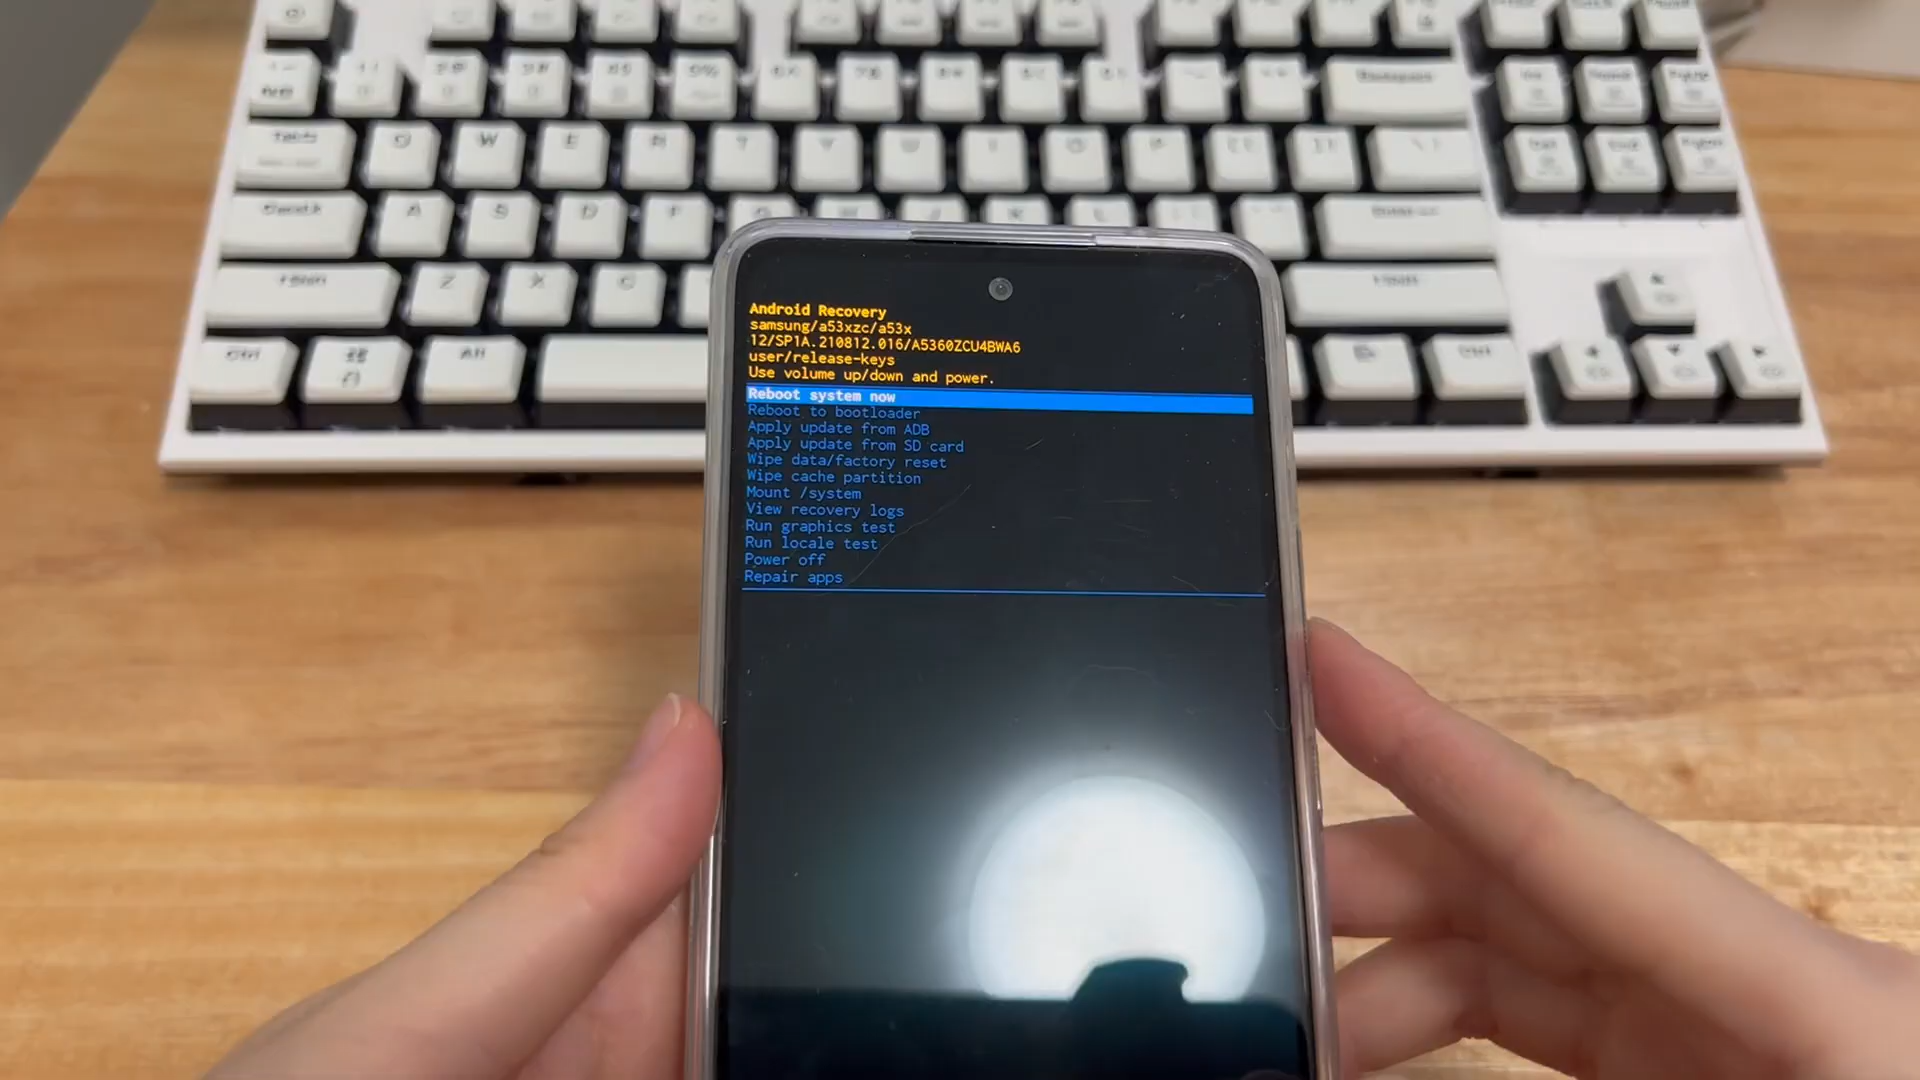 Q W E R T Y U I O P
A S D F
Z X C
Ctrl Alt
Android Recovery
samsung/a53xzc/a53x
12/SP1A.210812.016/A5360ZCU4BWA6
user/release-keys
Use volume up/down and power.
Reboot system now
Reboot to bootloader
Apply update from ADB
Apply update from SD card
Wipe data/factory reset
Wipe cache partition
Mount /system
View recovery logs
Run graphics test
Run locale test
Power off
Repair apps